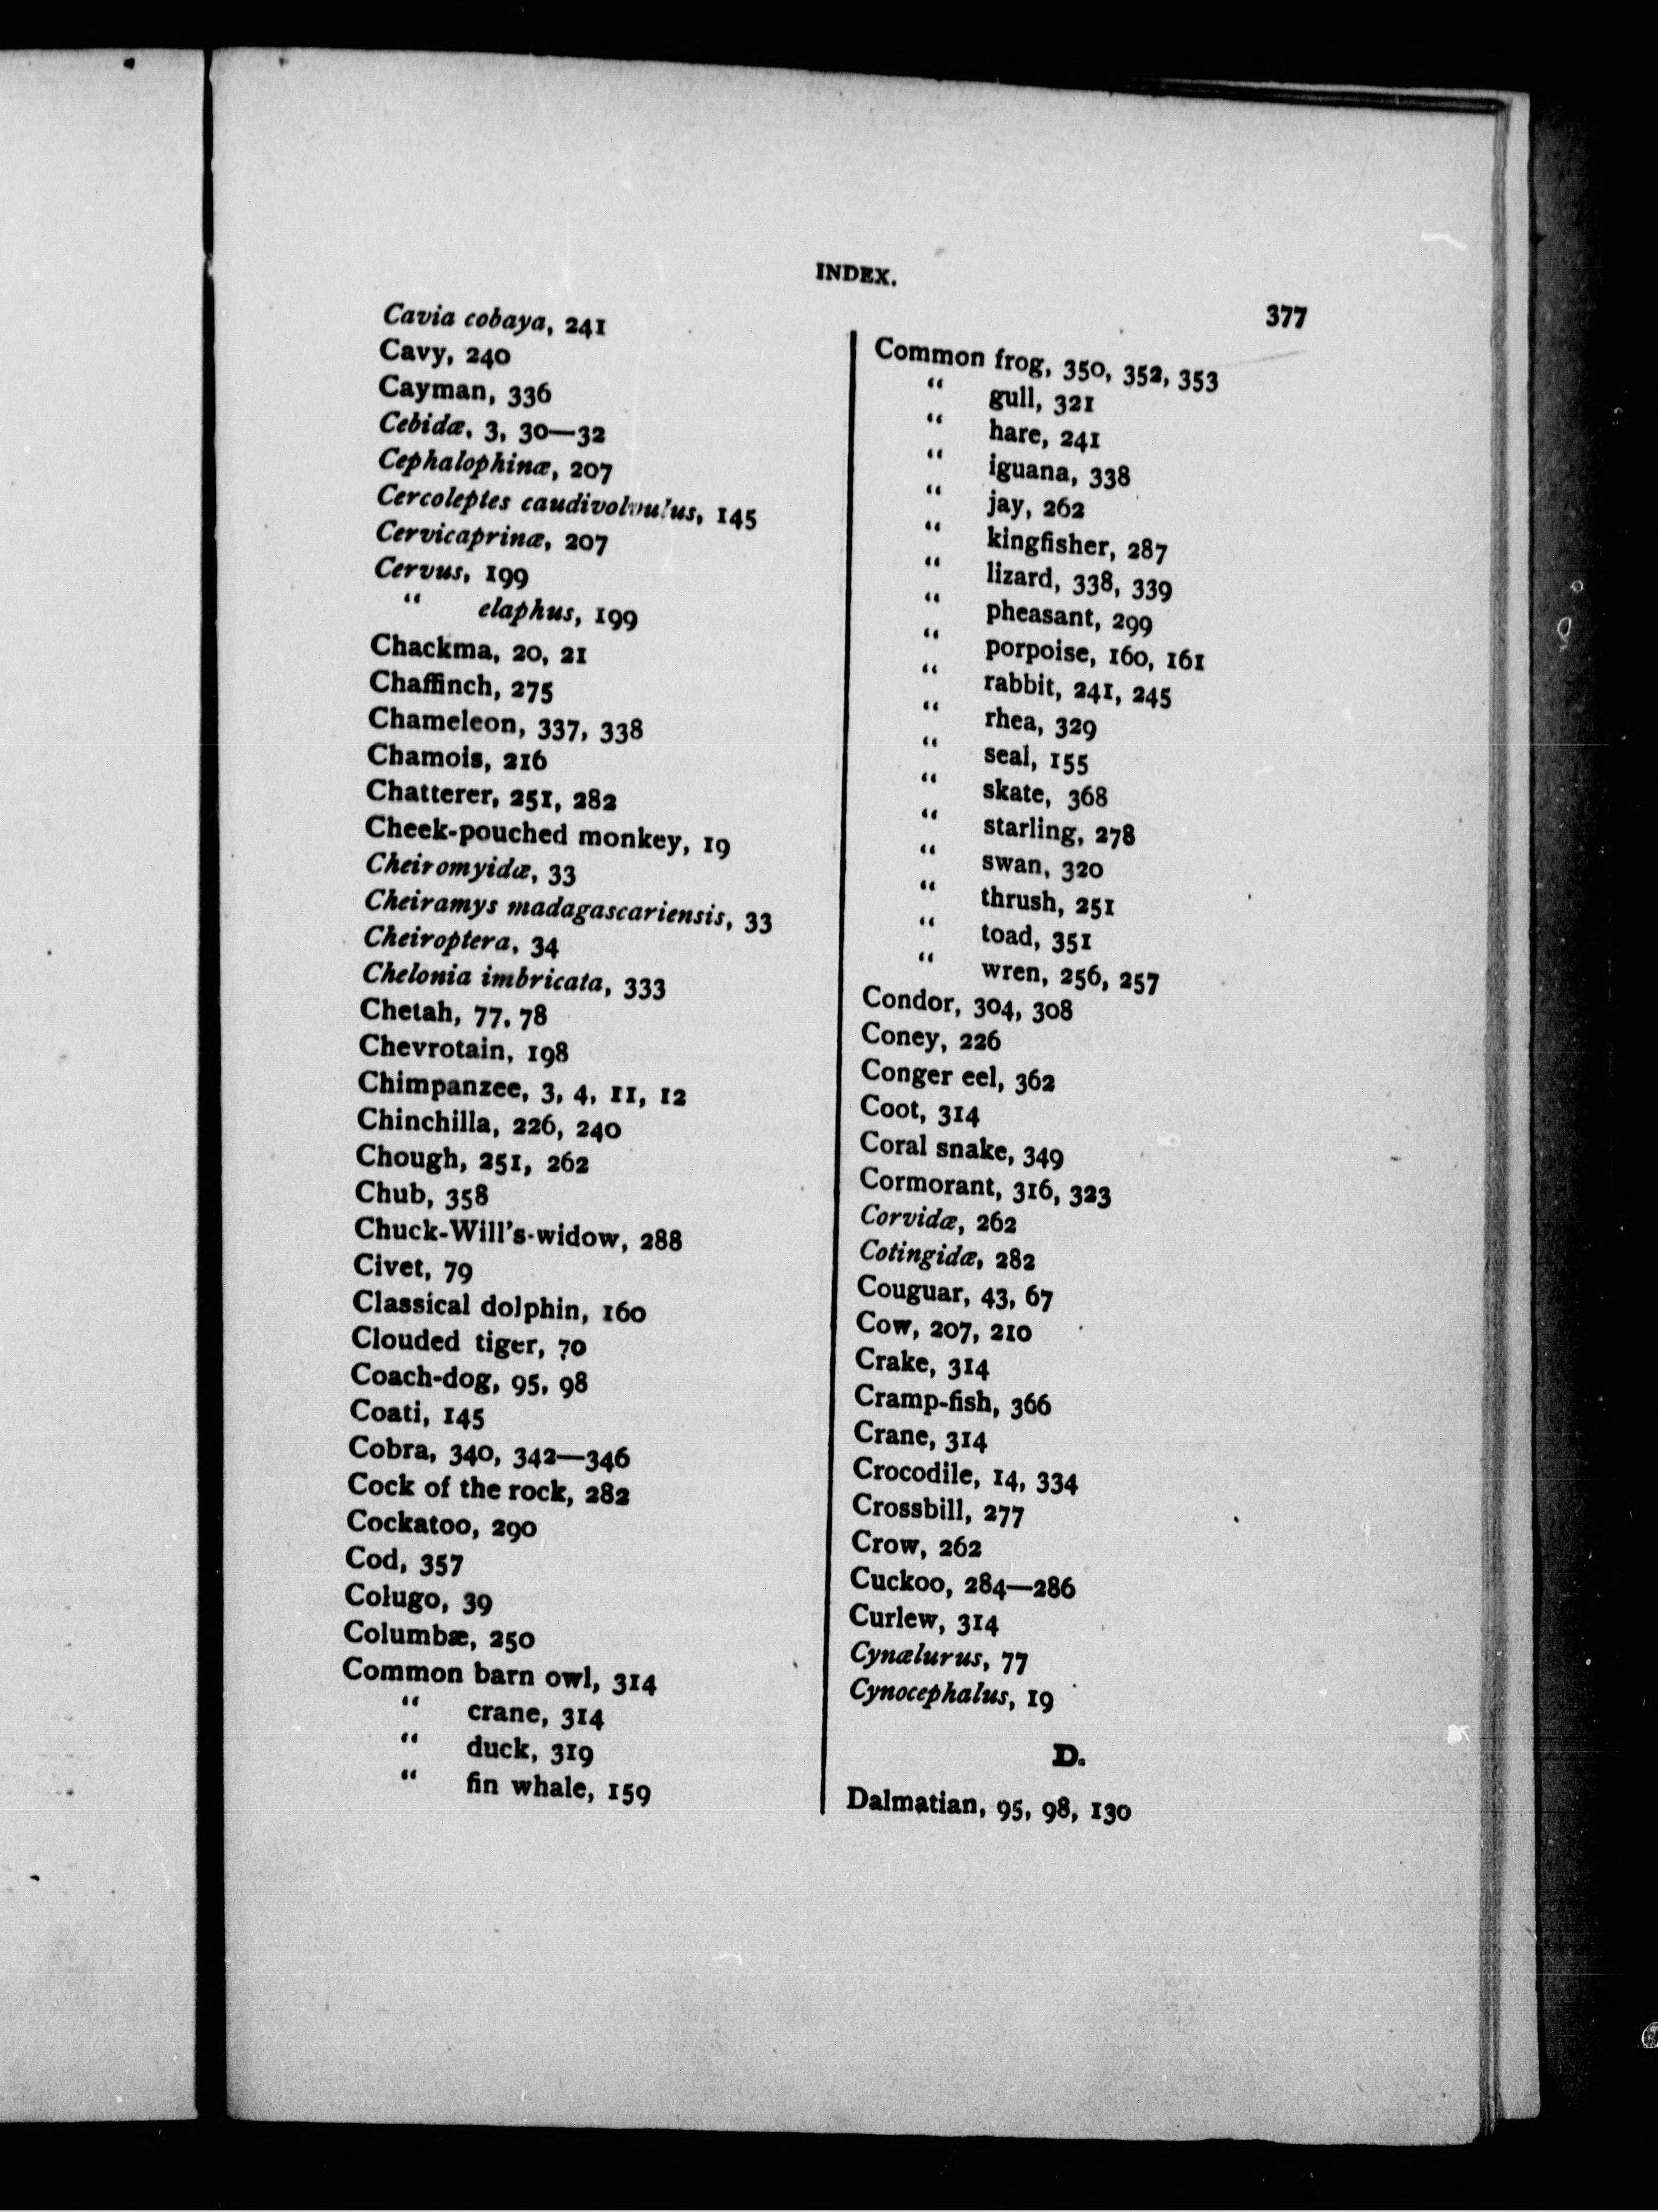 INDEX.
377
Cavia cobaya, 241
Cavy, 240
Cayman, 336
Cebidæ, 3, 30—32
Cephalophinæ, 207
Cercoleptes 145
Cervicaprinæ, 207
Cervus, 199
“ elaphus, 199
Chackma, 20, 21
Chaffinch, 275
Chameleon, 337, 338
Chamois, 216
Chatterer, 251, 282
Cheek-pouched monkey, 19
Cheiromyidæ, 33
Cheiramys madagascariensis, 33
Cheiroptera, 34
Chelonia imbricata, 333
Chetah, 77, 78
Chevrotain, 198
Chimpanzee, 3, 4, 11, 12
Chinchilla, 226, 240
Chough, 251, 262
Chub, 358
Chuck-Will's-widow, 288
Civet, 79
Classical dolphin, 160
Clouded tiger, 70
Coach-dog, 95, 98
Coati, 145
Cobra, 340, 342—346
Cock of the rock, 282
Cockatoo, 290
Cod, 357
Colugo, 39
Columbæ, 250
Common barn owl, 314
“ crane, 314
“ duck, 319
“ fin whale, 159
Common frog, 350, 352, 353
“ gull, 321
“ hare, 241
“ iguana, 338
“ jay, 262
“ kingfisher, 287
“ lizard, 338, 339
“ pheasant, 299
“ porpoise, 160, 161
“ rabbit, 241, 245
“ rhea, 329
“ seal, 155
“ skate, 368
“ starling, 278
“ swan, 320
“ thrush, 251
“ toad, 351
“ wren, 256, 257
Condor, 304, 308
Coney, 226
Conger eel, 362
Coot, 314
Coral snake, 349
Cormorant, 316, 323
Corvidæ, 262
Cotingidæ, 282
Couguar, 43, 67
Cow, 207, 210
Crake, 314
Cramp-fish, 366
Crane, 314
Crocodile, 14, 334
Crossbill, 277
Crow, 262
Cuckoo, 284—286
Curlew, 314
Cynælurus, 77
Cynocephalus, 19
D.
Dalmatian, 95, 98, 130